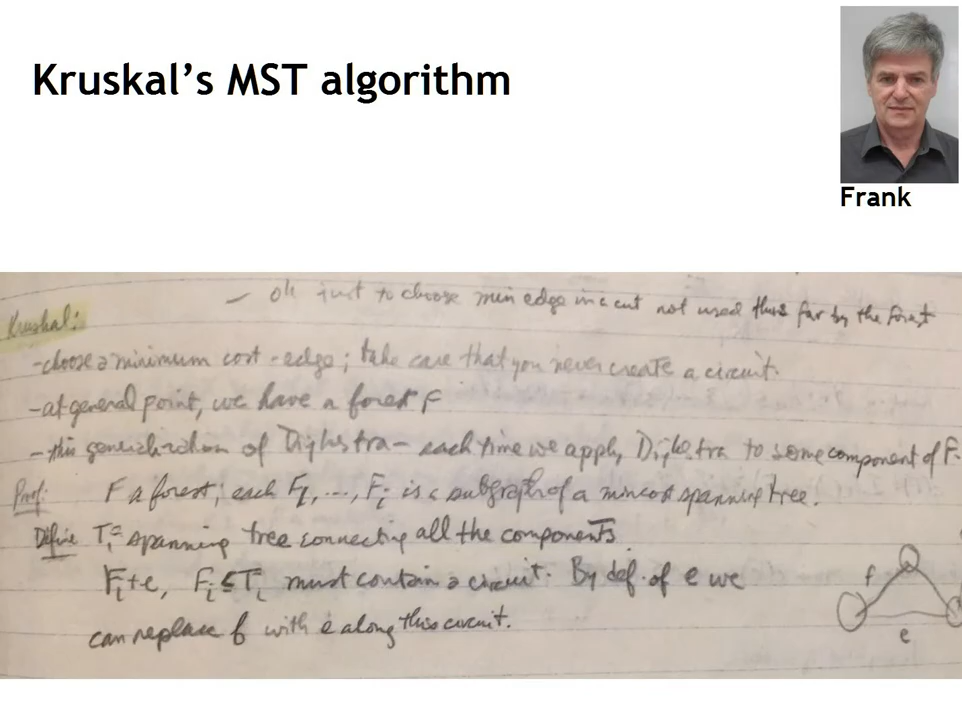 Kruskal's MST algorithm
Frank
— ok just to choose min edge in a cut not used thus far by the forest
Kruskal:
-choose a minimum cost-edge; take care that you never create a circuit.
-at general point, we have a forest F
-this generalization of Dijkstra- each time we apply Dijkstra to some component of F.
Proof: F a forest; each F1, ..., Fi is a subgraph of a mincost spanning tree.
Define Ti = spanning tree connecting all the components
Fi+e, Fi⊆Ti must contain a circuit. By def. of e we
can replace f with e along this circuit.
f
e